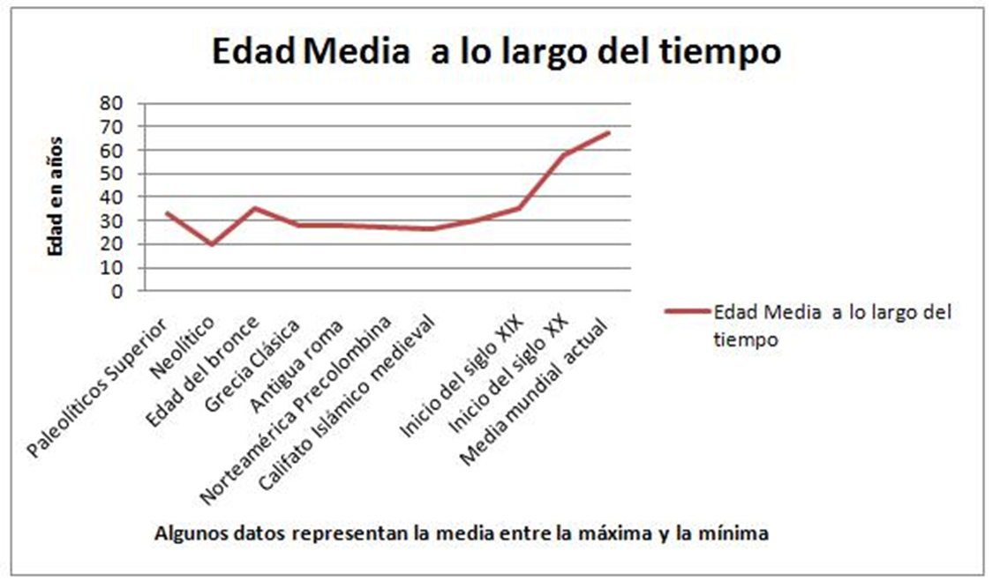 Edad Media a lo largo del tiempo
80
70
60
50
40
30
20
10
0
Edad en años
Paleolíticos Superior
Neolítico
Edad del bronce
Grecia Clásica
Antigua roma
Norteamérica Precolombina
Califato Islámico medieval
Inicio del siglo XIX
Inicio del siglo XX
Media mundial actual
Edad Media a lo largo del
tiempo
Algunos datos representan la media entre la máxima y la mínima